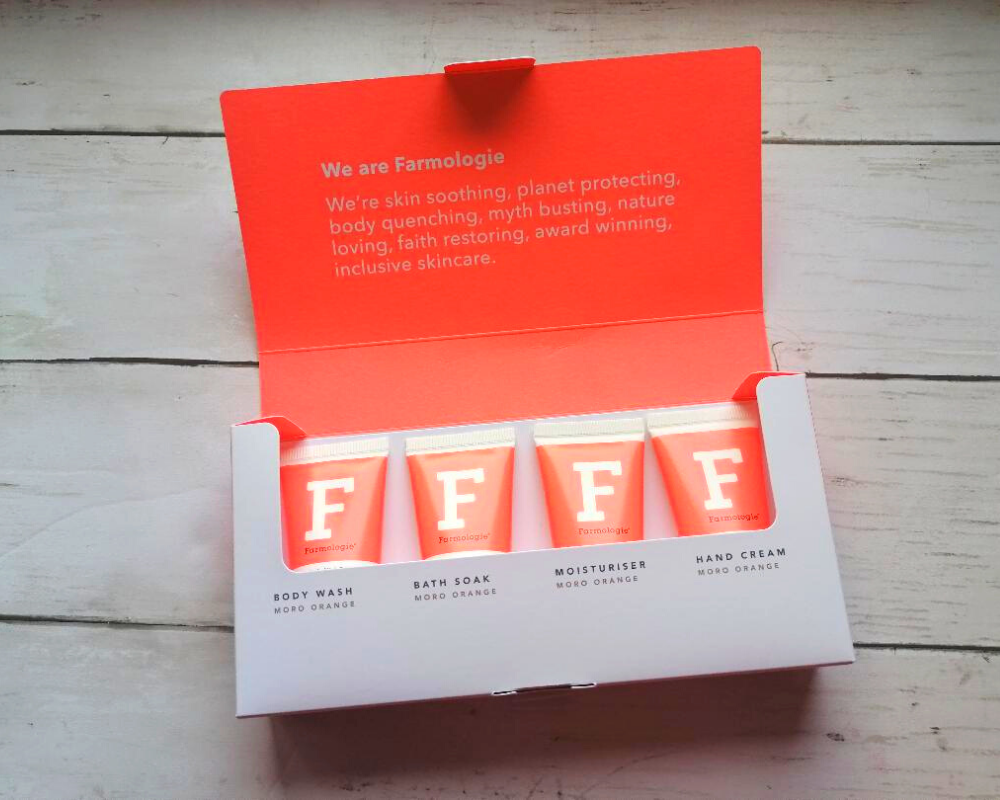 We are Farmologie
We're skin soothing, planet protecting,
body quenching, myth busting, nature
loving, faith restoring, award winning,
inclusive skincare.
F
Farmologie®
F
Farmologie®
F
Farmologie®
F
Farmologie®
BODY WASH
MORO ORANGE
BATH SOAK
MORO ORANGE
MOISTURISER
MORO ORANGE
HAND CREAM
MORO ORANGE